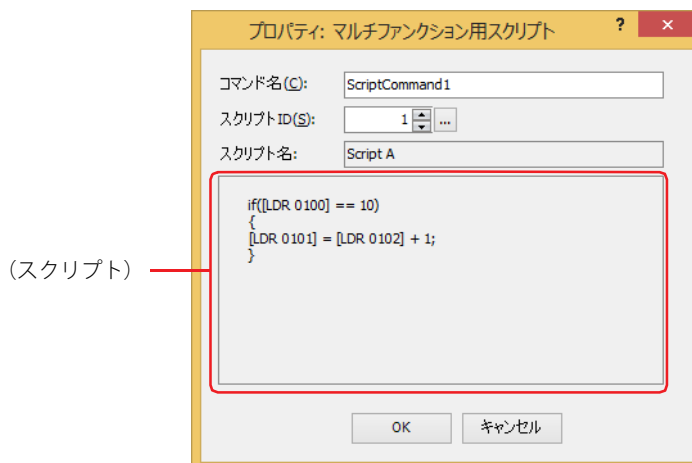 プロパティ: マルチファンクション用スクリプト ? ×
コマンド名(C): ScriptCommand1
スクリプトID(S): 1 ...
スクリプト名: Script A
if([LDR 0100] == 10)
{
[LDR 0101] = [LDR 0102] + 1;
}
(スクリプト)
OK キャンセル